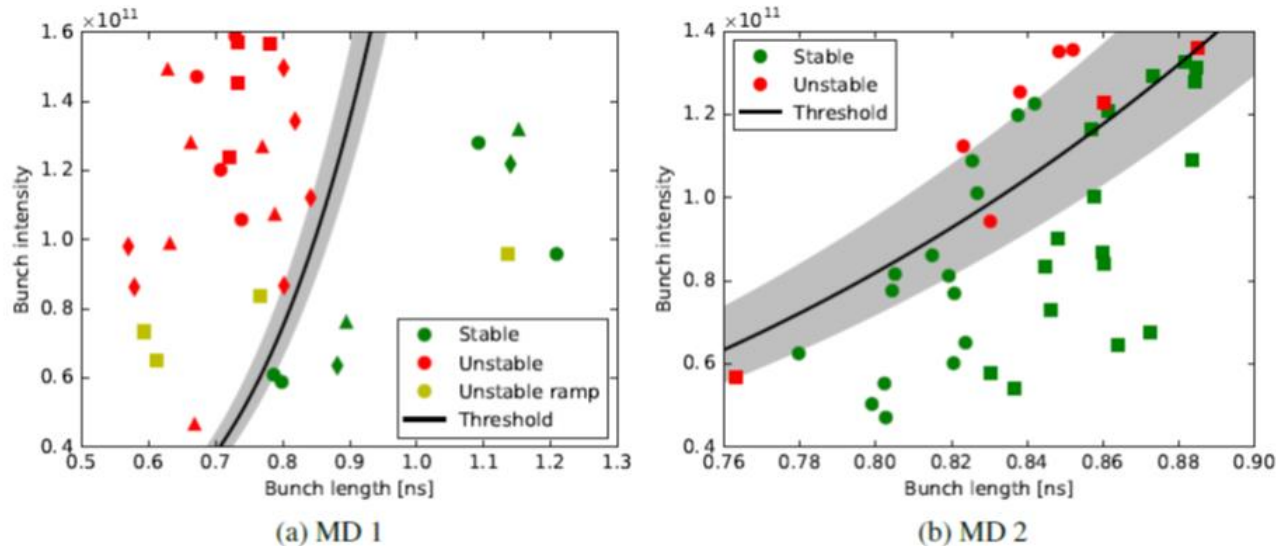 ×10¹¹
1.6
1.4
1.2
1.0
0.8
0.6
0.4
Bunch intensity
Stable
Unstable
Unstable ramp
Threshold
0.5 0.6 0.7 0.8 0.9 1.0 1.1 1.2 1.3
Bunch length [ns]
(a) MD 1
×10¹¹
1.4
1.2
1.0
0.8
0.6
0.4
Bunch intensity
Stable
Unstable
Threshold
0.76 0.78 0.80 0.82 0.84 0.86 0.88 0.90
Bunch length [ns]
(b) MD 2